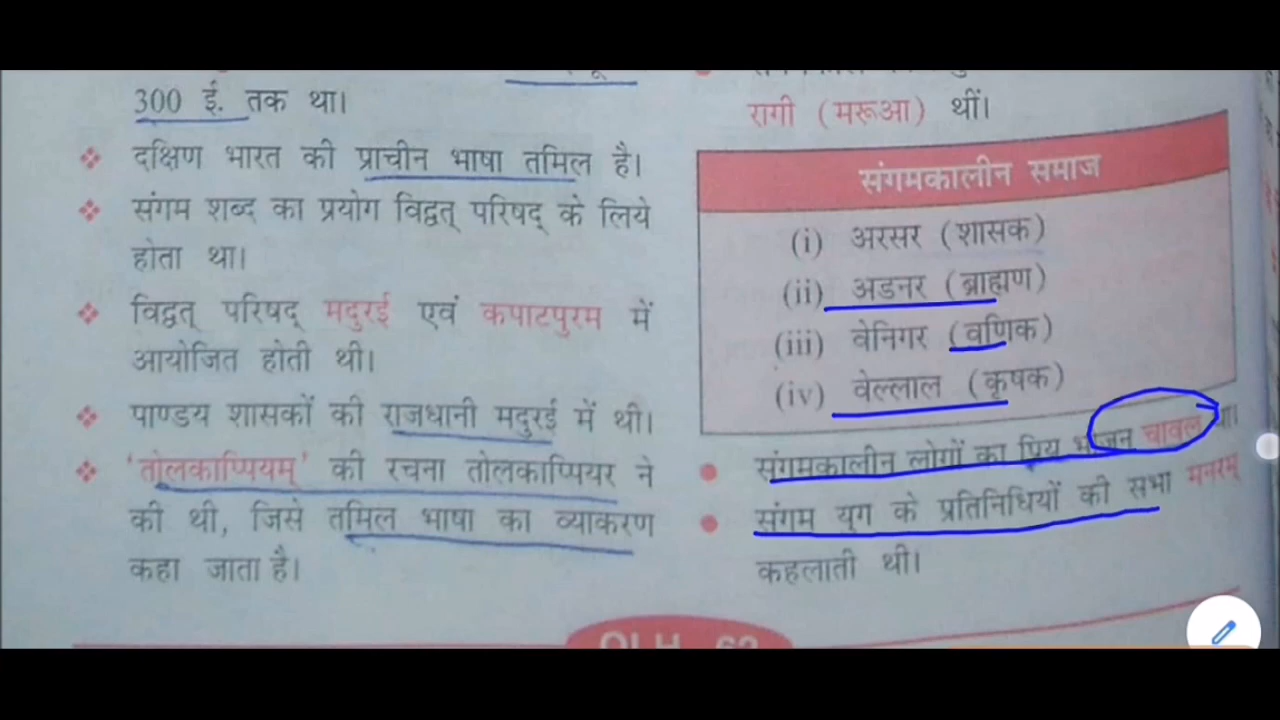 300 ई. तक था।
❖ दक्षिण भारत की प्राचीन भाषा तमिल है।
❖ संगम शब्द का प्रयोग विद्वत् परिषद् के लिये
होता था।
❖ विद्वत् परिषद् मदुरई एवं कपाटपुरम में
आयोजित होती थी।
❖ पाण्डय शासकों की राजधानी मदुरई में थी।
❖ 'तोलकाप्पियम्' की रचना तोलकाप्पियर ने
की थी, जिसे तमिल भाषा का व्याकरण
कहा जाता है।
रागी (मरूआ) थीं।
संगमकालीन समाज
(i) अरसर (शासक)
(ii) अडनर (ब्राह्मण)
(iii) वेनिगर (वणिक)
(iv) वेल्लाल (कृषक)
● संगमकालीन लोगों का प्रिय भोजन चावल था।
● संगम युग के प्रतिनिधियों की सभा मनरम्
कहलाती थी।